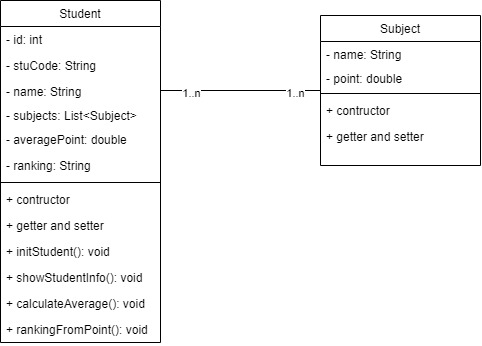 Student
- id: int
- stuCode: String
- name: String
- subjects: List<Subject>
- averagePoint: double
- ranking: String
+ contructor
+ getter and setter
+ initStudent(): void
+ showStudentInfo(): void
+ calculateAverage(): void
+ rankingFromPoint(): void
1..n
1..n
Subject
- name: String
- point: double
+ contructor
+ getter and setter